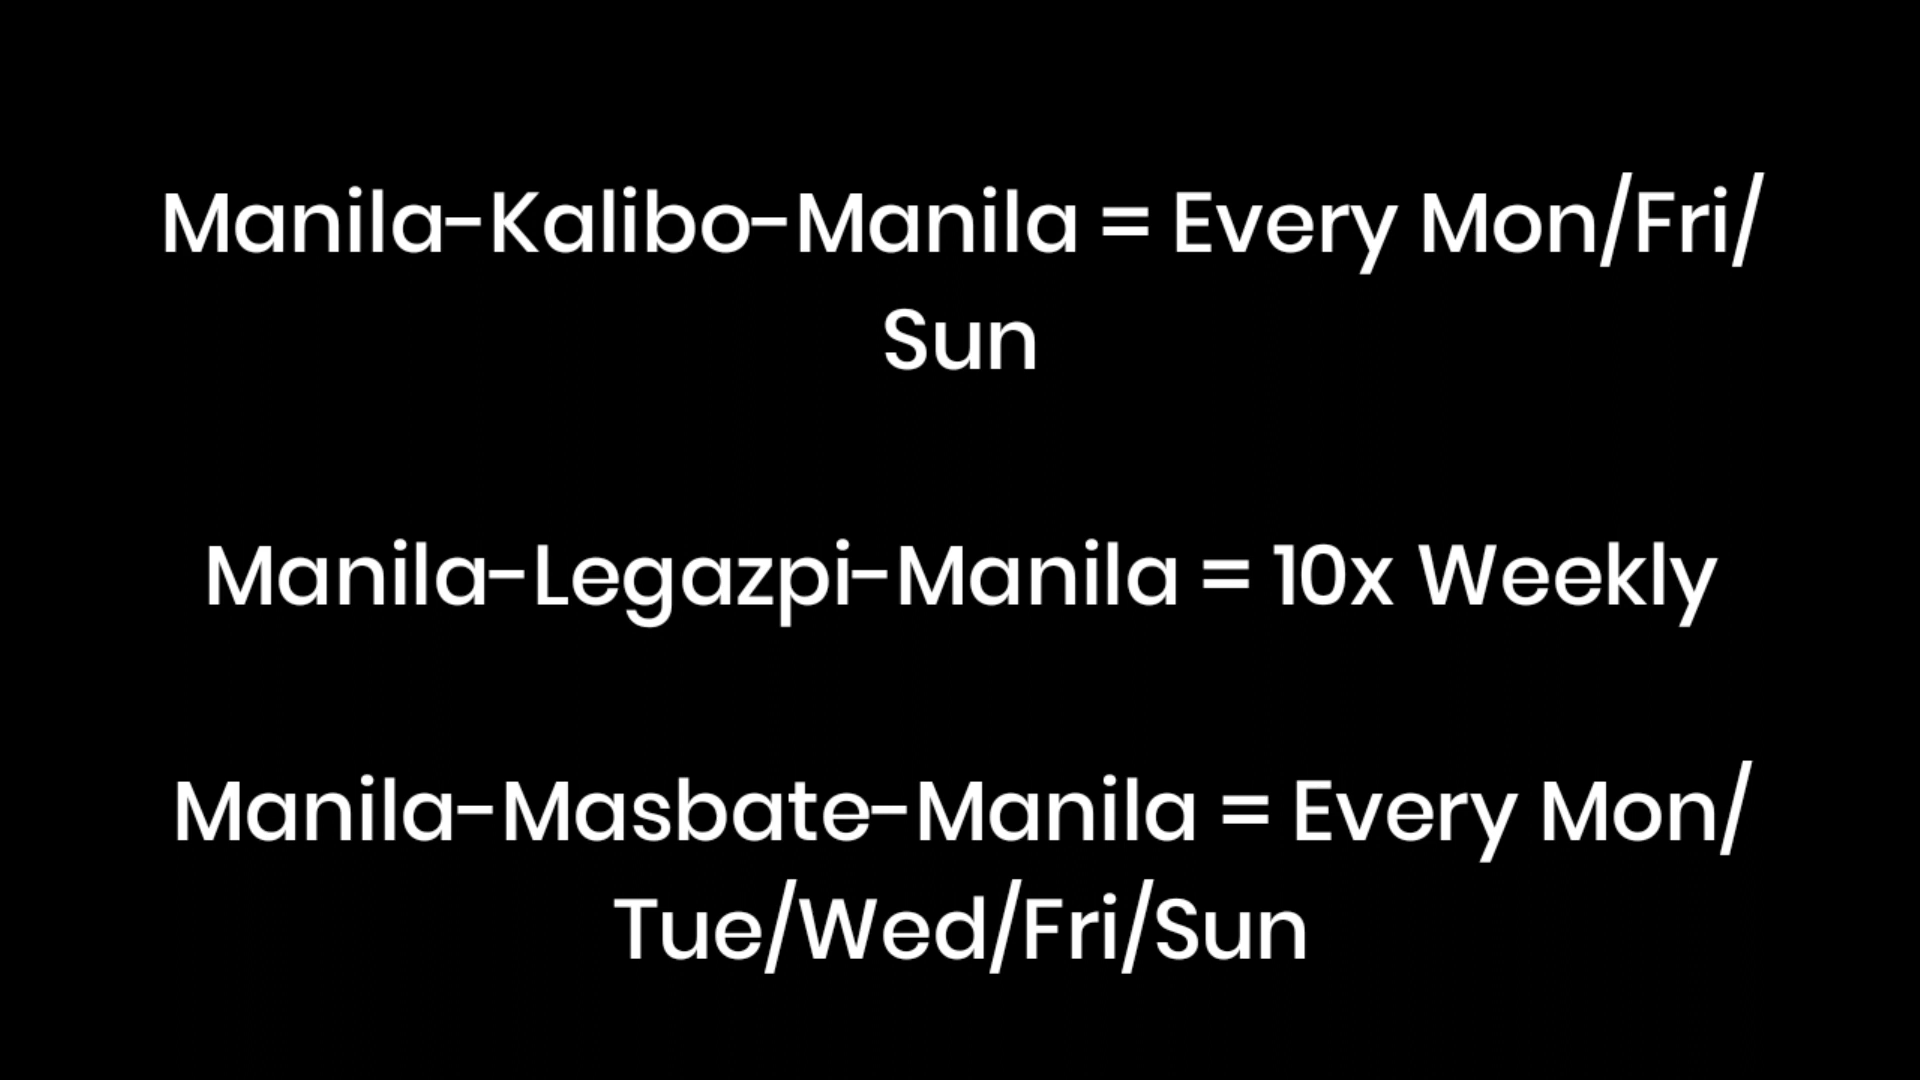 Manila-Kalibo-Manila = Every Mon/Fri/
Sun
Manila-Legazpi-Manila = 10x Weekly
Manila-Masbate-Manila = Every Mon/
Tue/Wed/Fri/Sun